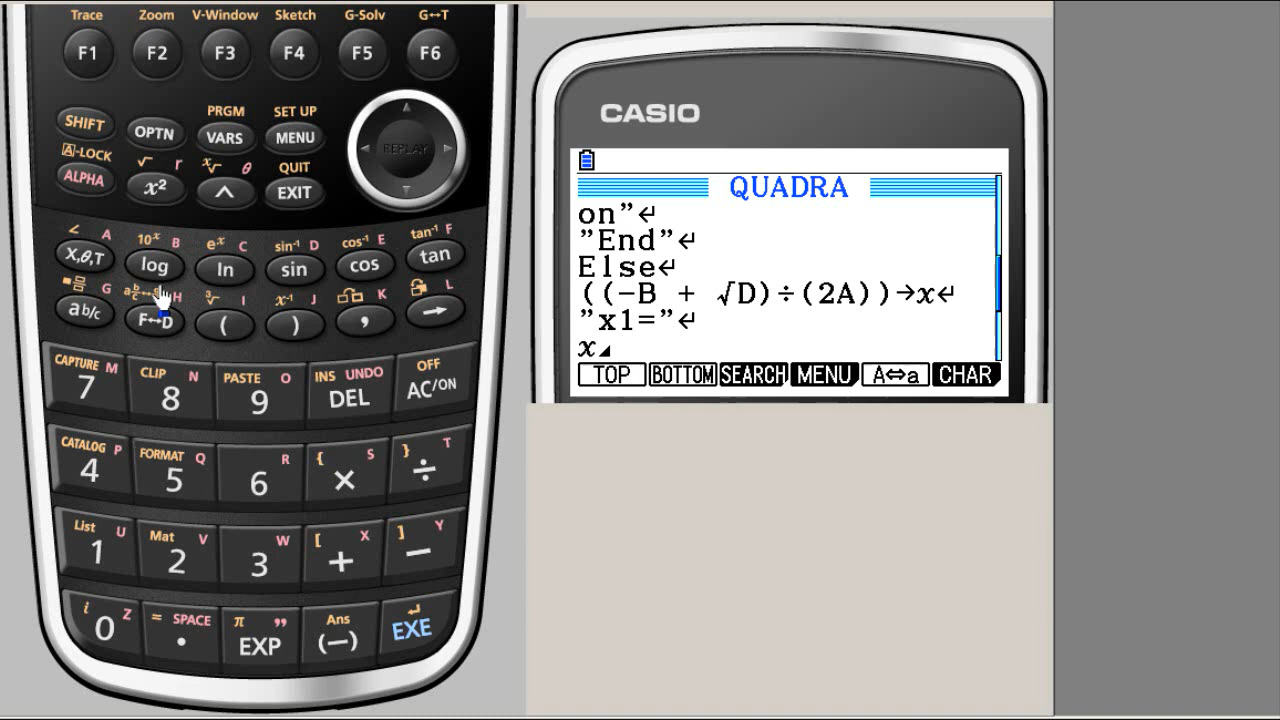 Trace Zoom V-Window Sketch G-Solv G↔T
F1 F2 F3 F4 F5 F6
PRGM SET UP
SHIFT OPTN VARS MENU
REPLAY
A-LOCK √ r ˣ√ θ QUIT
ALPHA x² ^ EXIT
∠ A 10ˣ B eˣ C sin⁻¹ D cos⁻¹ E tan⁻¹ F
X,θ,T log ln sin cos tan
G H ³√ I x⁻¹ J K L
a b/c F↔D ( ) , →
CAPTURE M CLIP N PASTE O INS UNDO OFF
7 8 9 DEL AC/ON
CATALOG P FORMAT Q R { S } T
4 5 6 × ÷
List U Mat V W [ X ] Y
1 2 3 + −
i Z = SPACE π " Ans ↵
0 . EXP (−) EXE
CASIO
QUADRA
on"↵
"End"↵
Else↵
((-B + √D)÷(2A))→x↵
"x1="↵
x◢
TOP BOTTOM SEARCH MENU A⇔a CHAR